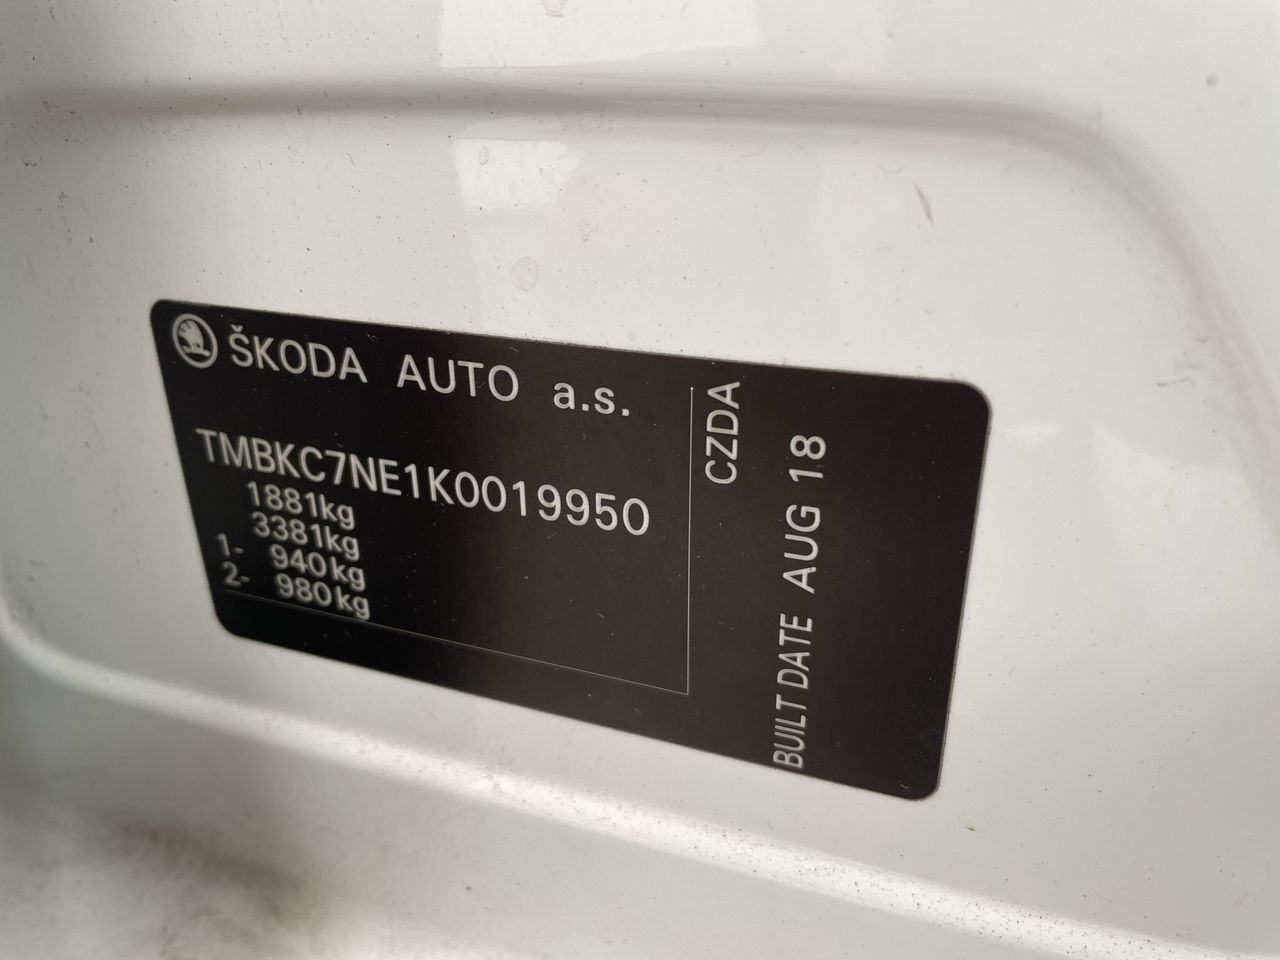 ŠKODA AUTO a.s.
TMBKC7NE1K0019950
1881kg
3381kg
1- 940kg
2- 980kg
CZDA
BUILT DATE AUG 18